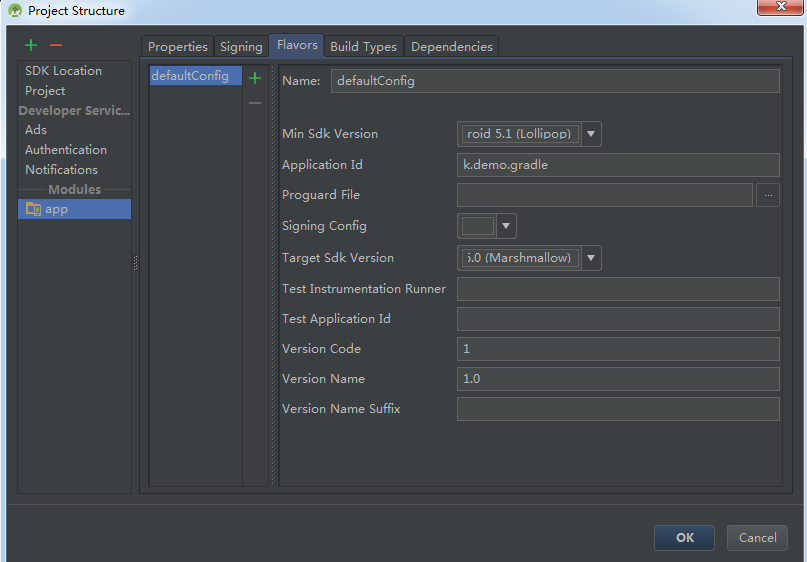 Project Structure
SDK Location
Project
Developer Servic...
Ads
Authentication
Notifications
Modules
app
Properties
Signing
Flavors
Build Types
Dependencies
defaultConfig
Name: defaultConfig
Min Sdk Version roid 5.1 (Lollipop)
Application Id k.demo.gradle
Proguard File ...
Signing Config
Target Sdk Version 6.0 (Marshmallow)
Test Instrumentation Runner
Test Application Id
Version Code 1
Version Name 1.0
Version Name Suffix
OK
Cancel